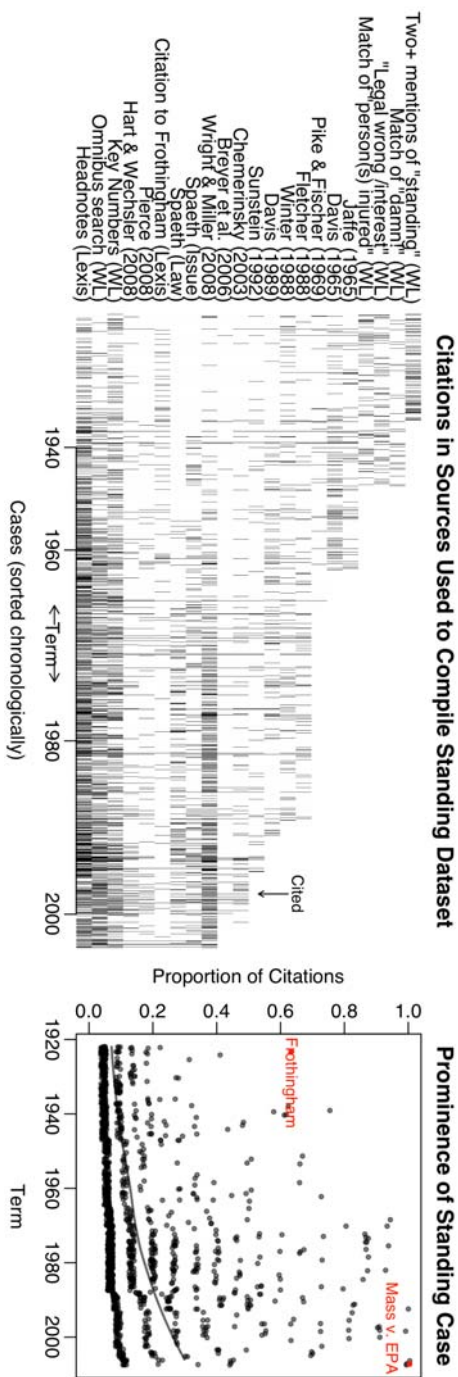 Citations in Sources Used to Compile Standing Dataset
Two+ mentions of "standing" (WL)
Match of "damn! (WL)
"Legal wrong /interest" (WL)
Match of "person(s) injured" (WL)
Jaffe (1965)
Davis (1965)
Pike & Fischer (1969)
Fletcher (1988)
Winter (1988)
Davis (1989)
Sunstein (1992)
Chemerinsky (2003)
Breyer et al. (2006)
Wright & Miller (2008)
Spaeth (Issue)
Spaeth (Law)
Citation to Frothingham (Lexis)
Pierce (2008)
Hart & Wechsler (2008)
Key Numbers (WL)
Omnibus search (WL)
Headnotes (Lexis)
Cited
1940
1960
1980
2000
<-Term->
Cases (sorted chronologically)
Prominence of Standing Case
Proportion of Citations
0.0
0.2
0.4
0.6
0.8
1.0
Frothingham
Mass v. EPA
1920
1940
1960
1980
2000
Term